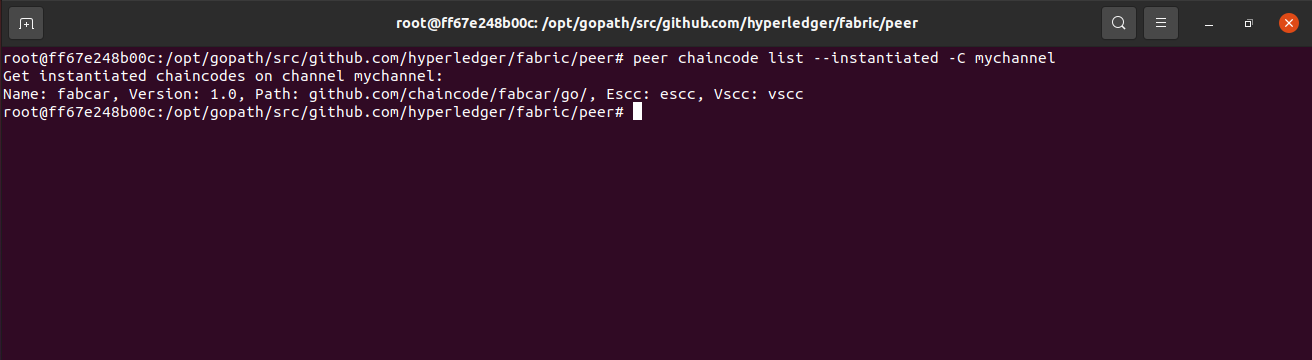 root@ff67e248b00c: /opt/gopath/src/github.com/hyperledger/fabric/peer
root@ff67e248b00c:/opt/gopath/src/github.com/hyperledger/fabric/peer# peer chaincode list --instantiated -C mychannel
Get instantiated chaincodes on channel mychannel:
Name: fabcar, Version: 1.0, Path: github.com/chaincode/fabcar/go/, Escc: escc, Vscc: vscc
root@ff67e248b00c:/opt/gopath/src/github.com/hyperledger/fabric/peer#